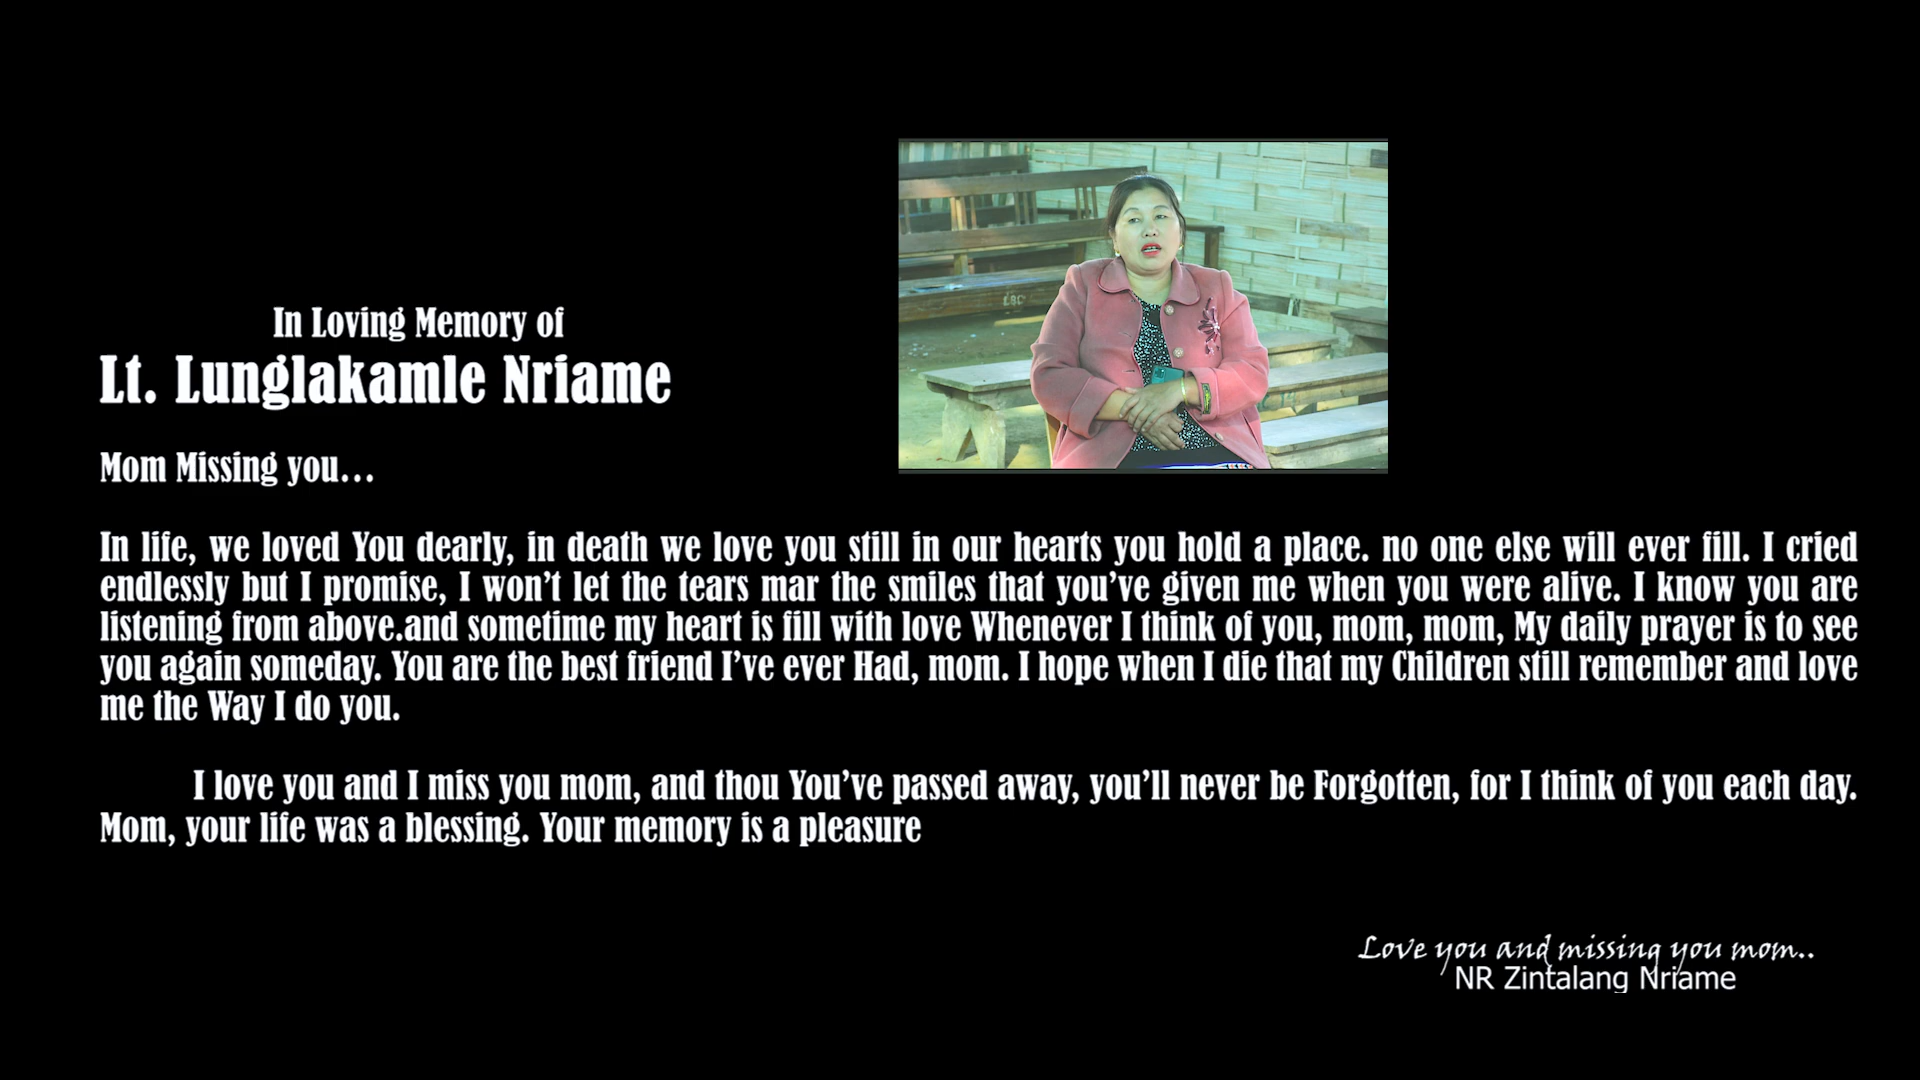 In Loving Memory of
Lt. Lunglakamle Nriame
Mom Missing you...
In life, we loved You dearly, in death we love you still in our hearts you hold a place. no one else will ever fill. I cried
endlessly but I promise, I won't let the tears mar the smiles that you've given me when you were alive. I know you are
listening from above.and sometime my heart is fill with love Whenever I think of you, mom, mom, My daily prayer is to see
you again someday. You are the best friend I've ever Had, mom. I hope when I die that my Children still remember and love
me the Way I do you.
I love you and I miss you mom, and thou You've passed away, you'll never be Forgotten, for I think of you each day.
Mom, your life was a blessing. Your memory is a pleasure
Love you and missing you mom..
NR Zintalang Nriame